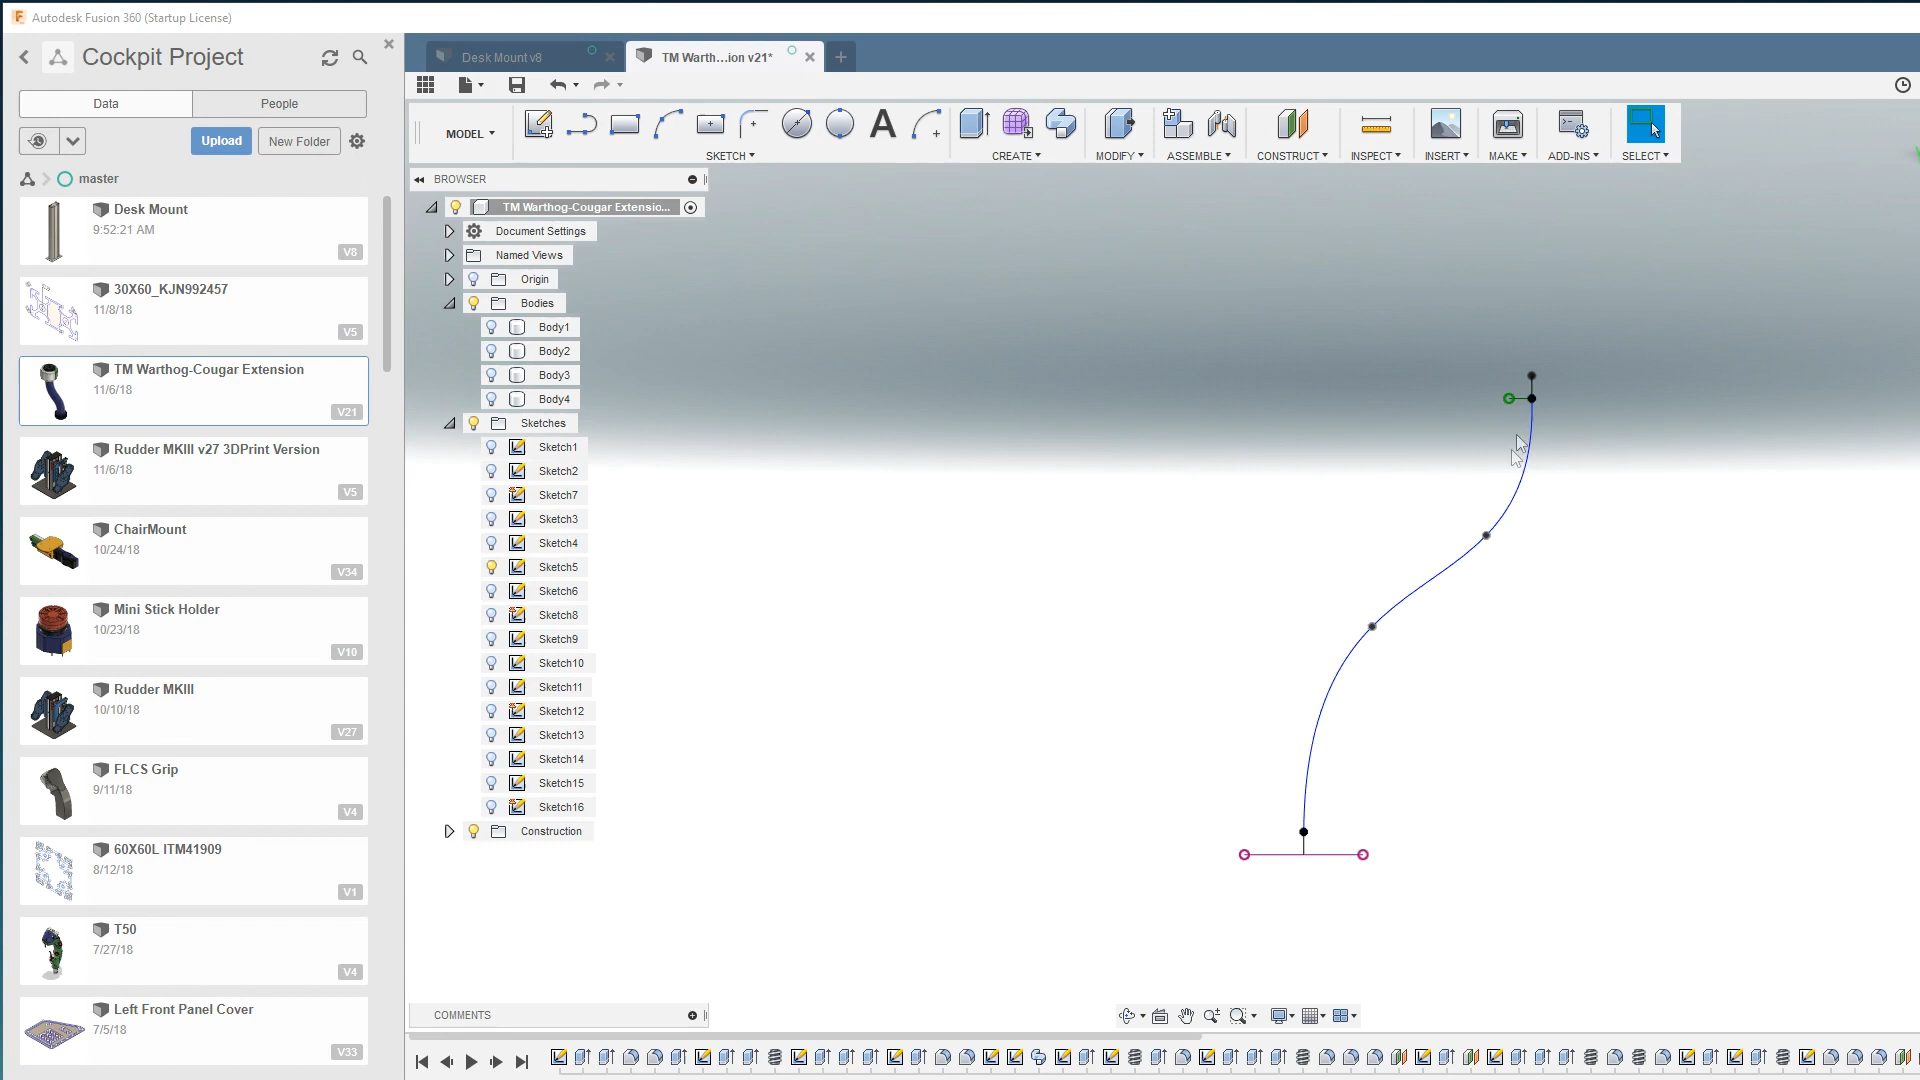 Autodesk Fusion 360 (Startup License)
Cockpit Project
Data People
Upload New Folder
master
Desk Mount
9:52:21 AM
V8
30X60_KJN992457
11/8/18
V5
TM Warthog-Cougar Extension
11/6/18
V21
Rudder MKIII v27 3DPrint Version
11/6/18
V5
ChairMount
10/24/18
V34
Mini Stick Holder
10/23/18
V10
Rudder MKIII
10/10/18
V27
FLCS Grip
9/11/18
V4
60X60L ITM41909
8/12/18
V1
T50
7/27/18
V4
Left Front Panel Cover
7/5/18
V33
Desk Mount v8
TM Warth...ion v21*
MODEL
SKETCH CREATE MODIFY ASSEMBLE CONSTRUCT INSPECT INSERT MAKE ADD-INS SELECT
BROWSER
TM Warthog-Cougar Extensio...
Document Settings
Named Views
Origin
Bodies
Body1
Body2
Body3
Body4
Sketches
Sketch1
Sketch2
Sketch7
Sketch3
Sketch4
Sketch5
Sketch6
Sketch8
Sketch9
Sketch10
Sketch11
Sketch12
Sketch13
Sketch14
Sketch15
Sketch16
Construction
COMMENTS